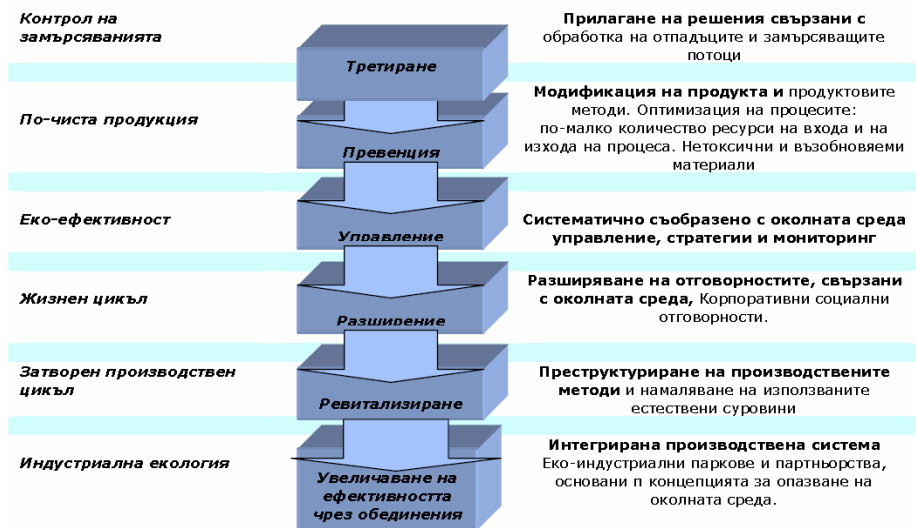 Контрол на
замърсяванията
Третиране
Прилагане на решения свързани с
обработка на отпадъците и замърсяващите
потоци
По-чиста продукция
Превенция
Модификация на продукта и продуктовите
методи. Оптимизация на процесите:
по-малко количество ресурси на входа и на
изхода на процеса. Нетоксични и възобновяеми
материали
Еко-ефективност
Управление
Систематично съобразено с околната среда
управление, стратегии и мониторинг
Жизнен цикъл
Разширение
Разширяване на отговорностите, свързани
с околната среда, Корпоративни социални
отговорности.
Затворен производствен
цикъл
Ревитализиране
Преструктуриране на производствените
методи и намаляване на използваните
естествени суровини
Индустриална екология
Увеличаване на
ефективността
чрез обединения
Интегрирана производствена система
Еко-индустриални паркове и партньорства,
основани п концепцията за опазване на
околната среда.